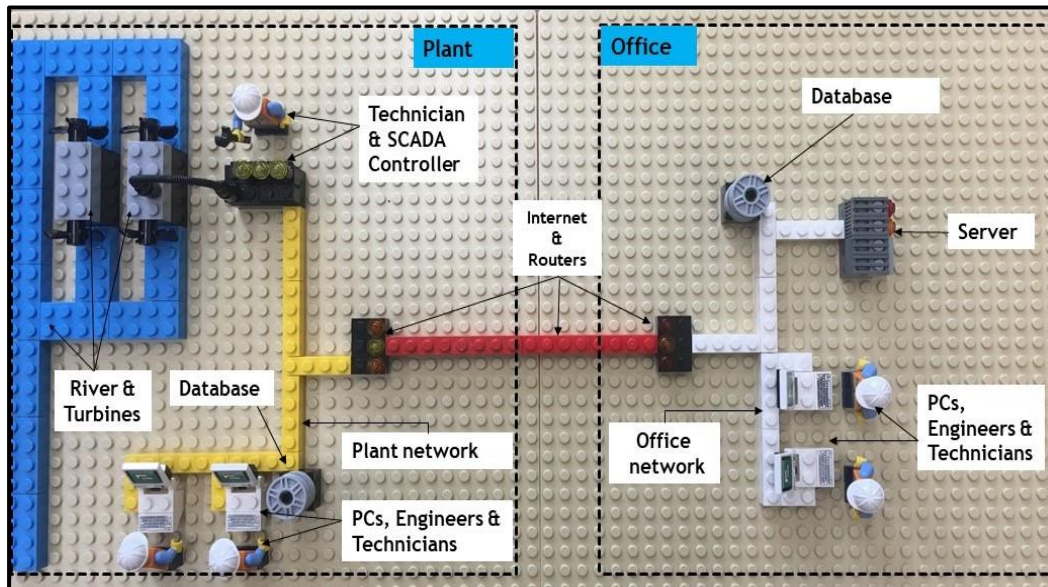 Plant
Office
Technician
& SCADA
Controller
Database
Internet
&
Routers
Server
River &
Turbines
Database
Plant network
Office
network
PCs,
Engineers &
Technicians
PCs, Engineers &
Technicians